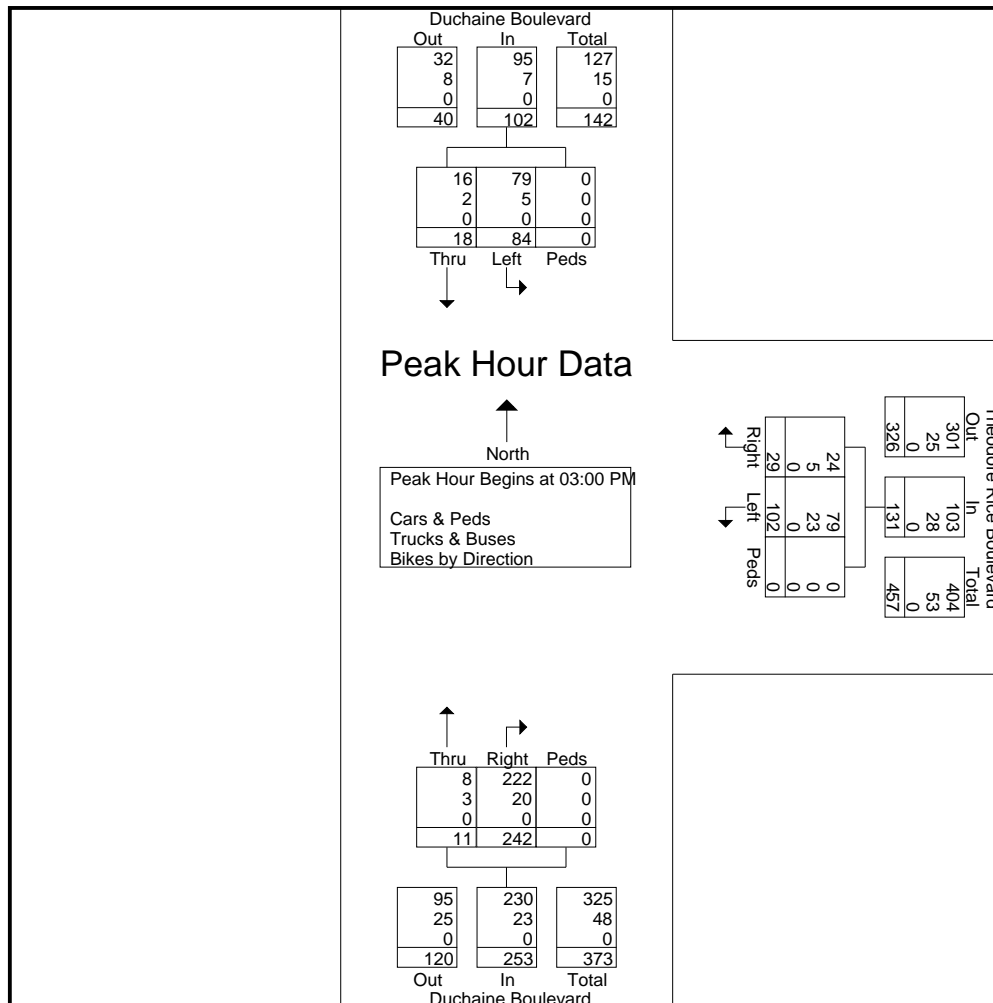 Duchaine Boulevard
Out In Total
32 95 127
8 7 15
0 0 0
40 102 142
16 79 0
2 5 0
0 0 0
18 84 0
Thru Left Peds
Peak Hour Data
North
Peak Hour Begins at 03:00 PM
Cars & Peds
Trucks & Buses
Bikes by Direction
Theodore Rice Boulevard
Out In Total
301 103 404
25 28 53
0 0 0
326 131 457
24 79 0
5 23 0
0 0 0
29 102 0
Right Left Peds
Thru Right Peds
8 222 0
3 20 0
0 0 0
11 242 0
95 230 325
25 23 48
0 0 0
120 253 373
Out In Total
Duchaine Boulevard